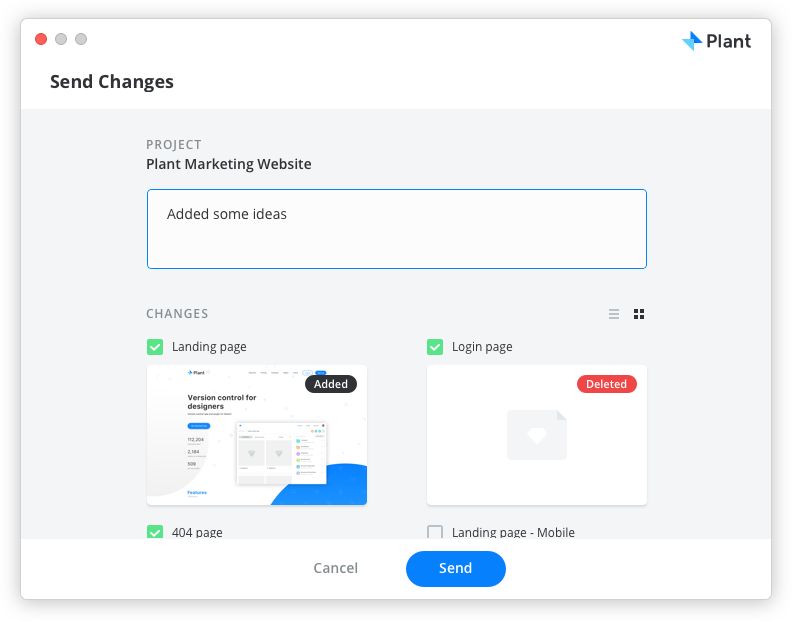 Plant
Send Changes
PROJECT
Plant Marketing Website
Added some ideas
CHANGES
Landing page
Login page
Plant
Added
Deleted
Version control for
designers
112,204
2,184
509
Features
404 page
Landing page - Mobile
Cancel
Send